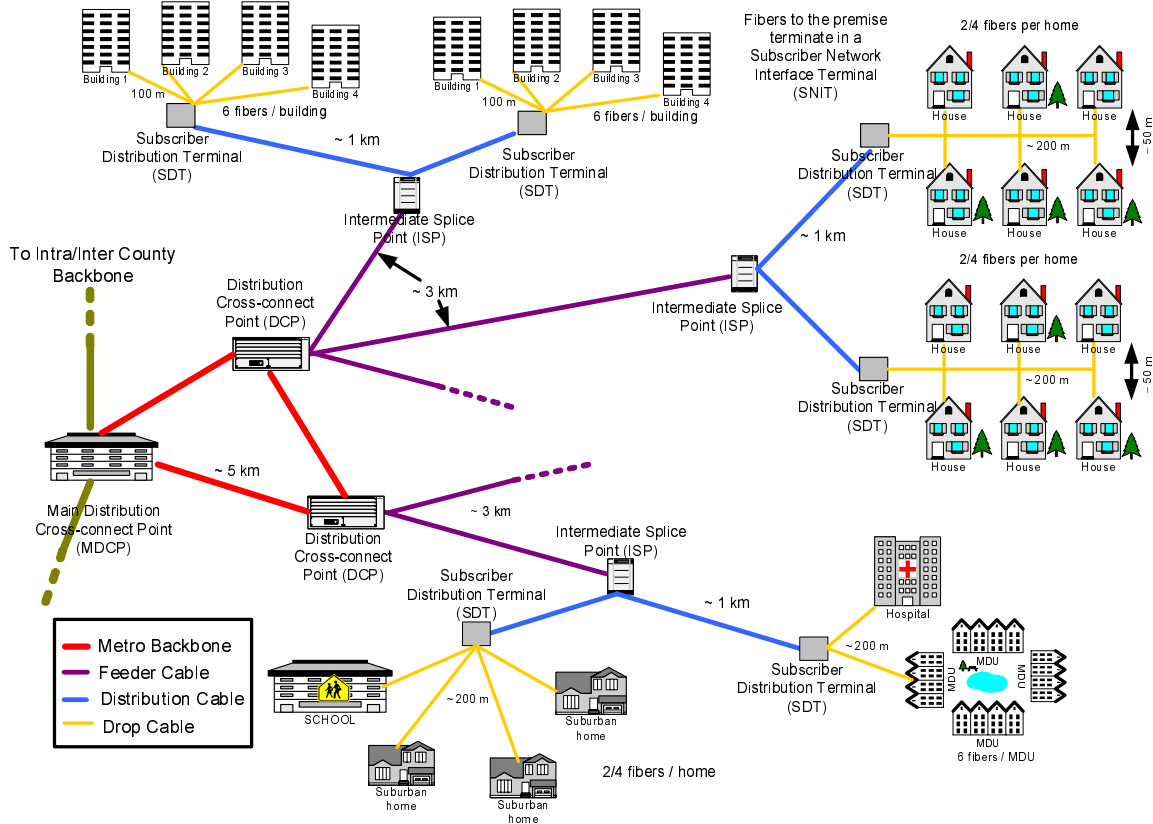 Building 1
Building 2
Building 3
Building 4
100 m
6 fibers / building
Subscriber
Distribution Terminal
(SDT)
~ 1 km
Building 1
Building 2
Building 3
Building 4
100 m
6 fibers / building
Subscriber
Distribution Terminal
(SDT)
Intermediate Splice
Point (ISP)
Fibers to the premise
terminate in a
Subscriber Network
Interface Terminal
(SNIT)
2/4 fibers per home
House
House
House
Subscriber
Distribution Terminal
(SDT)
~ 200 m
~ 50 m
House
House
House
~ 1 km
2/4 fibers per home
Intermediate Splice
Point (ISP)
House
House
House
Subscriber
Distribution Terminal
(SDT)
~ 200 m
~ 50 m
House
House
House
To Intra/Inter County
Backbone
Distribution
Cross-connect
Point (DCP)
~ 3 km
~ 5 km
Main Distribution
Cross-connect Point
(MDCP)
Distribution
Cross-connect
Point (DCP)
~ 3 km
Intermediate Splice
Point (ISP)
Subscriber
Distribution Terminal
(SDT)
~ 1 km
Hospital
~200 m
Subscriber
Distribution Terminal
(SDT)
MDU
MDU
MDU
MDU
6 fibers / MDU
SCHOOL
~200 m
Suburban
home
Suburban
home
Suburban
home
2/4 fibers / home
Metro Backbone
Feeder Cable
Distribution Cable
Drop Cable